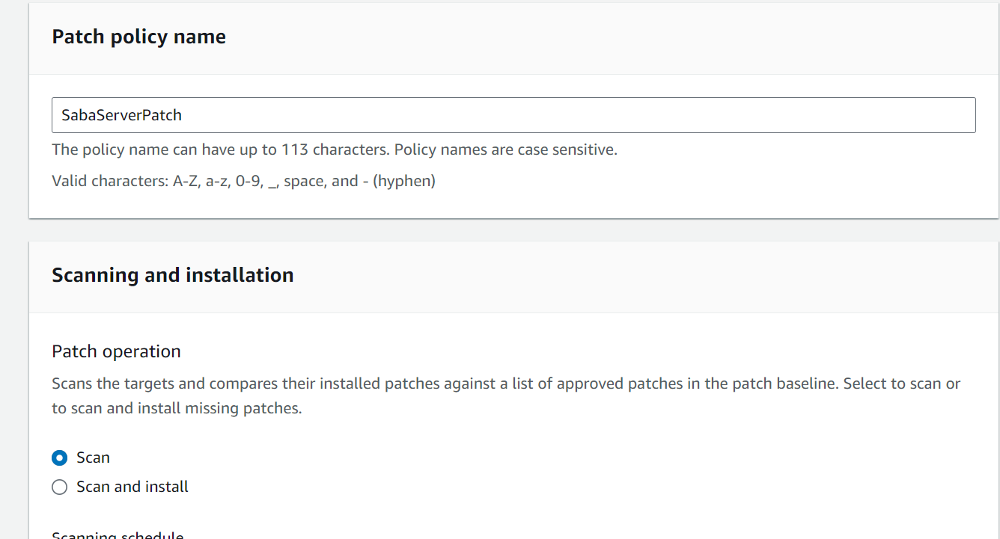 Patch policy name
SabaServerPatch
The policy name can have up to 113 characters. Policy names are case sensitive.
Valid characters: A-Z, a-z, 0-9, _, space, and - (hyphen)
Scanning and installation
Patch operation
Scans the targets and compares their installed patches against a list of approved patches in the patch baseline. Select to scan or
to scan and install missing patches.
Scan
Scan and install
Scanning schedule